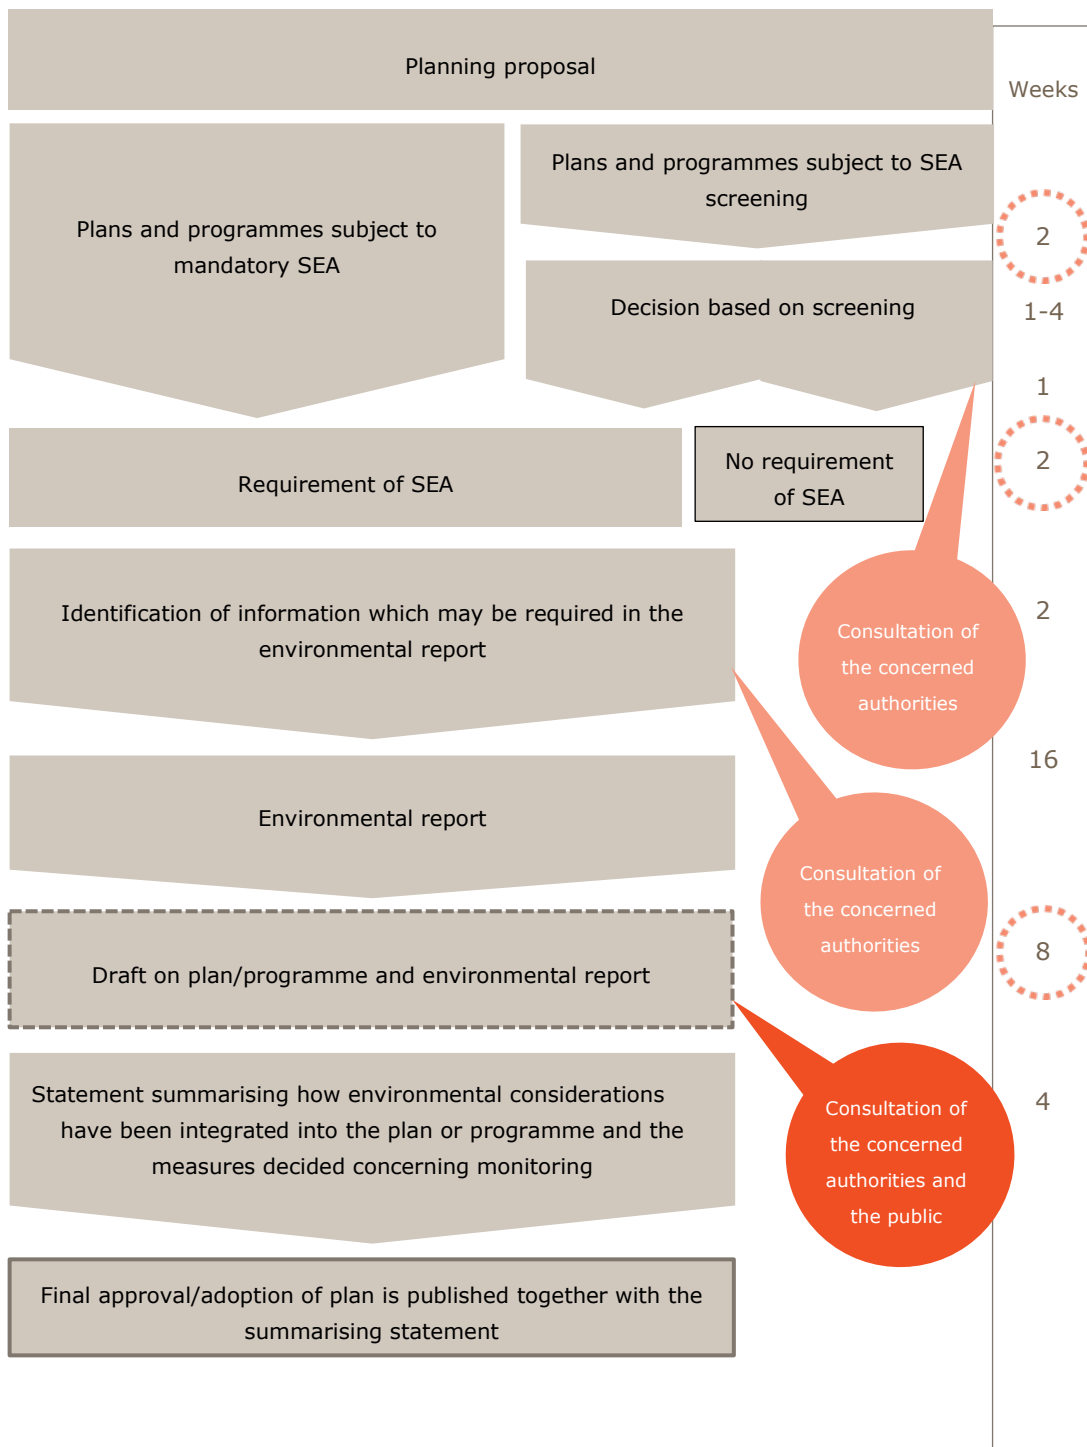 Planning proposal
Weeks
Plans and programmes subject to
mandatory SEA
Plans and programmes subject to SEA
screening
2
Decision based on screening
1-4
1
Requirement of SEA
No requirement
of SEA
2
Identification of information which may be required in the
environmental report
Consultation of
the concerned
authorities
2
16
Environmental report
Consultation of
the concerned
authorities
Draft on plan/programme and environmental report
8
Statement summarising how environmental considerations
have been integrated into the plan or programme and the
measures decided concerning monitoring
Consultation of
the concerned
authorities and
the public
4
Final approval/adoption of plan is published together with the
summarising statement